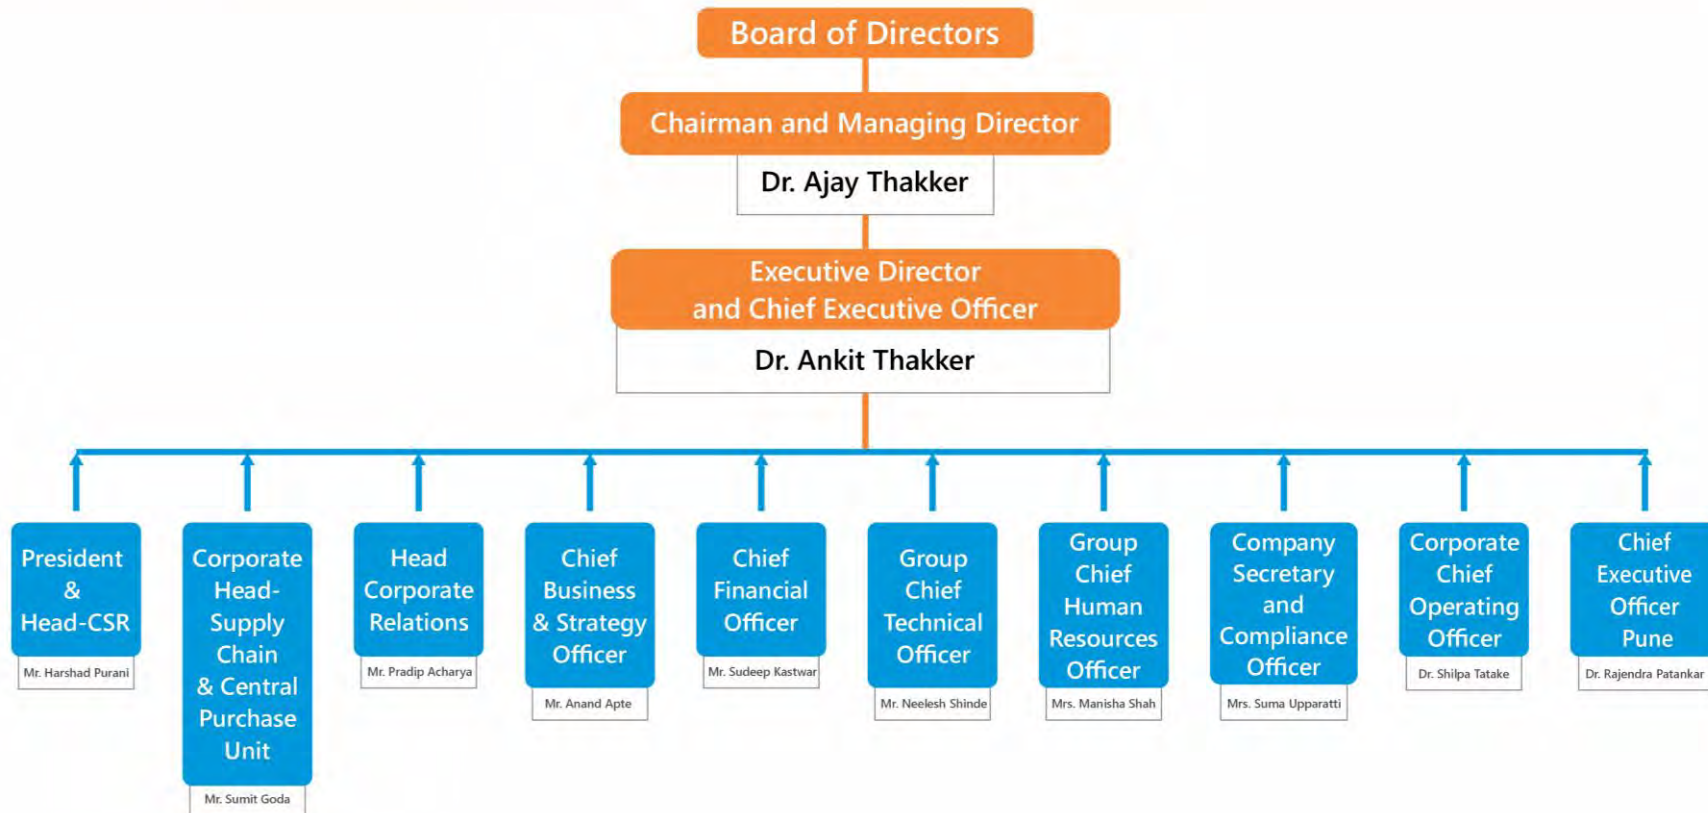 Board of Directors
Chairman and Managing Director
Dr. Ajay Thakker
Executive Director
and Chief Executive Officer
Dr. Ankit Thakker
President
&
Head-CSR
Mr. Harshad Purani
Corporate
Head-
Supply
Chain
& Central
Purchase
Unit
Mr. Sumit Goda
Head
Corporate
Relations
Mr. Pradip Acharya
Chief
Business
& Strategy
Officer
Mr. Anand Apte
Chief
Financial
Officer
Mr. Sudeep Kastwar
Group
Chief
Technical
Officer
Mr. Neelesh Shinde
Group
Chief
Human
Resources
Officer
Mrs. Manisha Shah
Company
Secretary
and
Compliance
Officer
Mrs. Suma Upparatti
Corporate
Chief
Operating
Officer
Dr. Shilpa Tatake
Chief
Executive
Officer
Pune
Dr. Rajendra Patankar